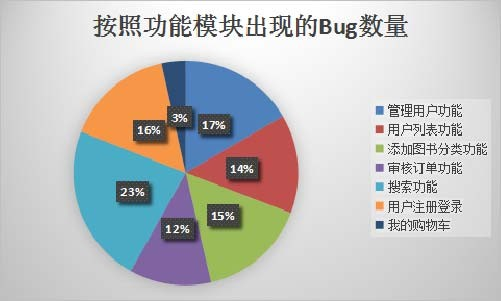 按照功能模块出现的Bug数量
3%
17%
16%
14%
23%
15%
12%
管理用户功能
用户列表功能
添加图书分类功能
审核订单功能
搜索功能
用户注册登录
我的购物车